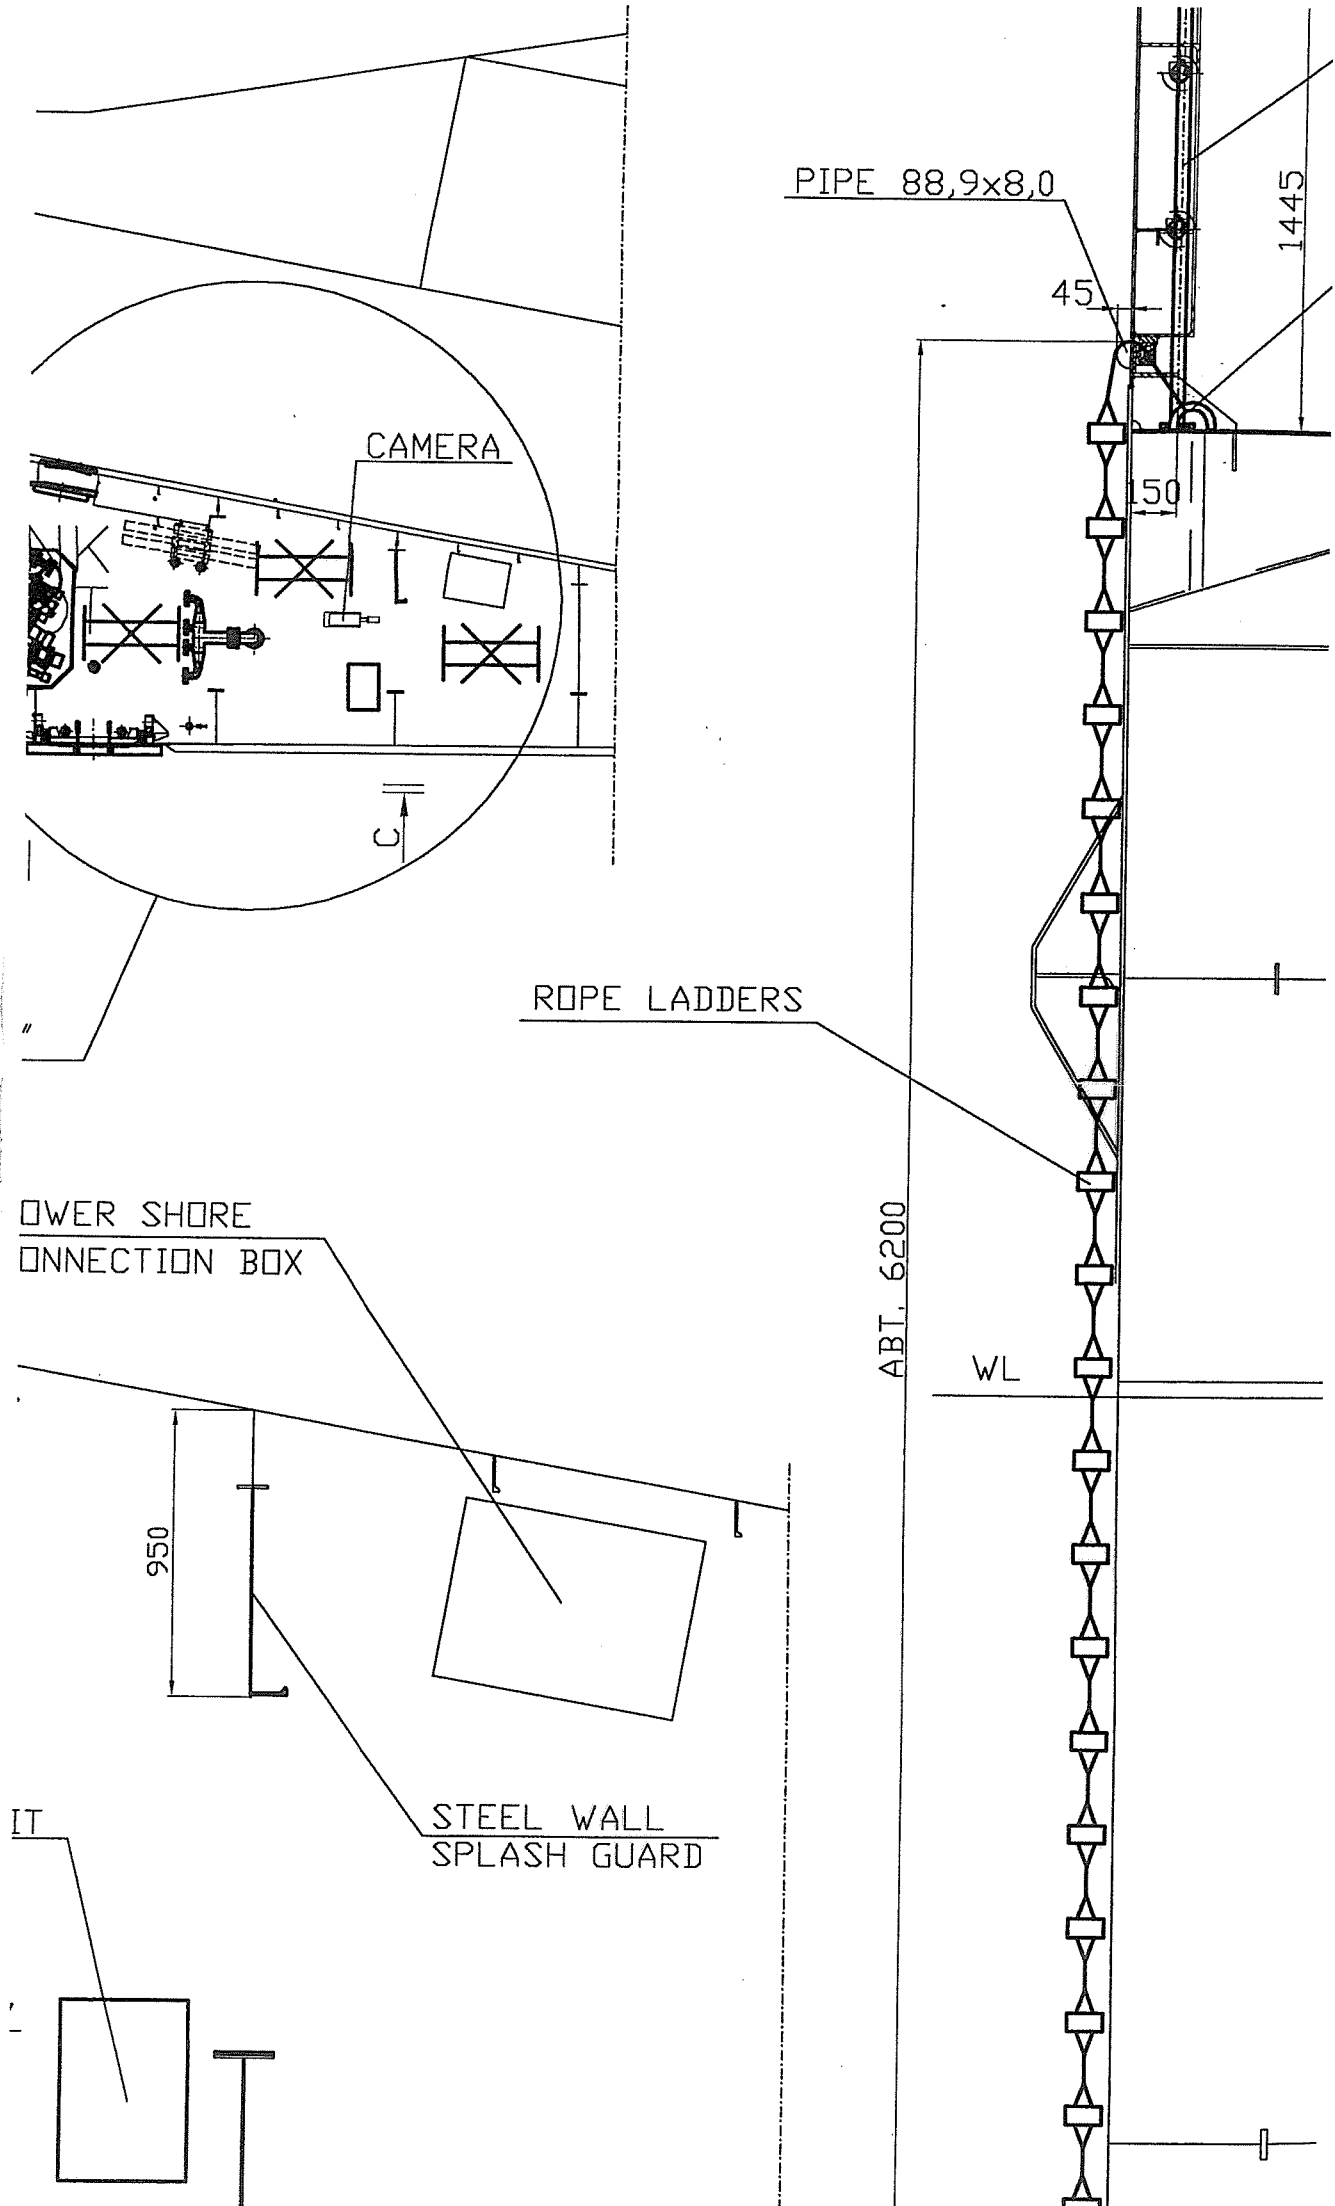 PIPE 88,9x8,0
1445
45
CAMERA
150
C
ROPE LADDERS
"
OWER SHORE
ONNECTION BOX
ABT. 6200
WL
950
STEEL WALL
SPLASH GUARD
IT